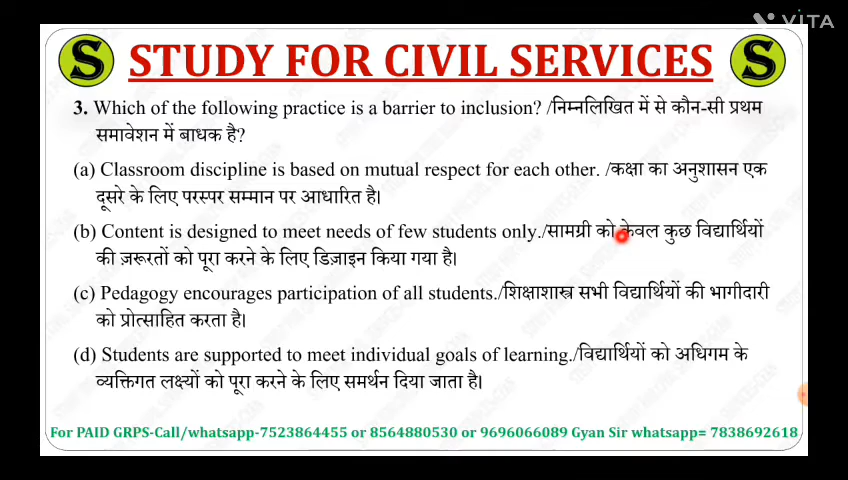 VITA
S STUDY FOR CIVIL SERVICES S
3. Which of the following practice is a barrier to inclusion? /निम्नलिखित में से कौन-सी प्रथम
समावेशन में बाधक है?
(a) Classroom discipline is based on mutual respect for each other. /कक्षा का अनुशासन एक
दूसरे के लिए परस्पर सम्मान पर आधारित है।
(b) Content is designed to meet needs of few students only./सामग्री को केवल कुछ विद्यार्थियों
की ज़रूरतों को पूरा करने के लिए डिज़ाइन किया गया है।
(c) Pedagogy encourages participation of all students./शिक्षाशास्त्र सभी विद्यार्थियों की भागीदारी
को प्रोत्साहित करता है।
(d) Students are supported to meet individual goals of learning./विद्यार्थियों को अधिगम के
व्यक्तिगत लक्ष्यों को पूरा करने के लिए समर्थन दिया जाता है।
For PAID GRPS-Call/whatsapp-7523864455 or 8564880530 or 9696066089 Gyan Sir whatsapp= 7838692618